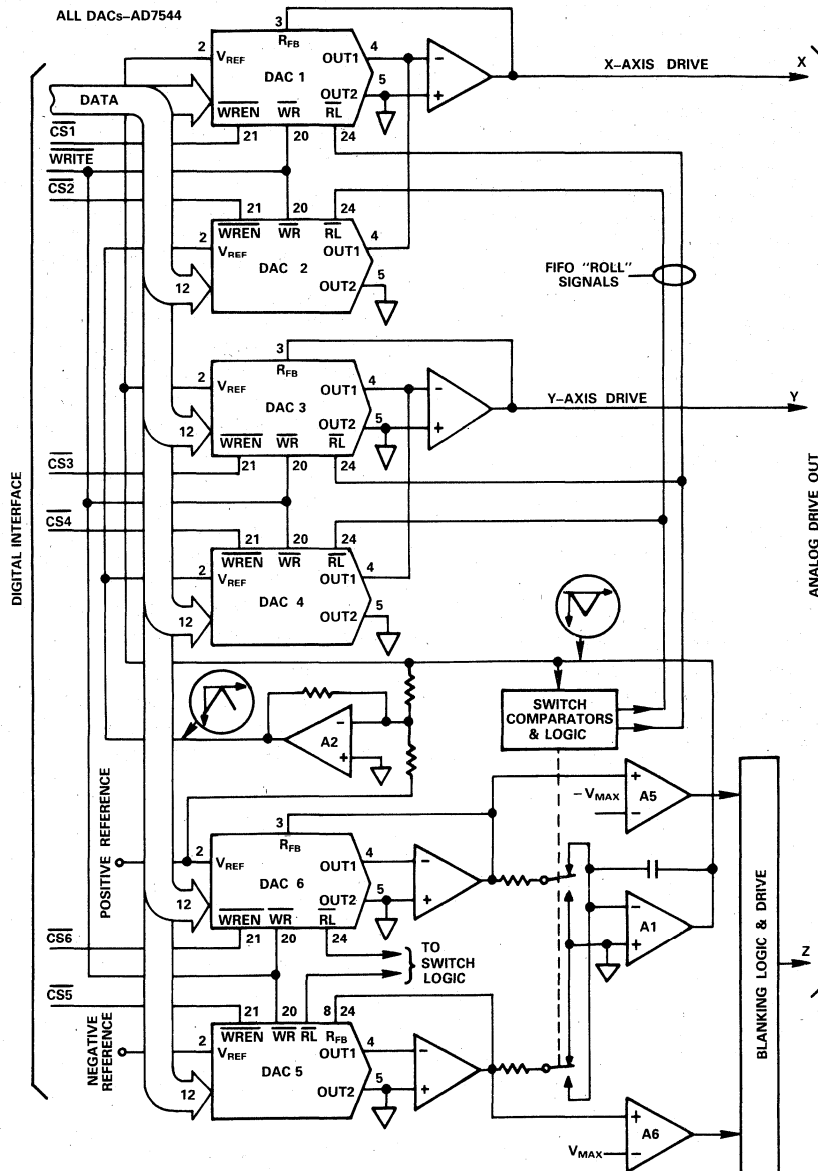 ALL DACs–AD7544
3
2
VREF
RFB
DAC 1
OUT1
4
–
OUT2
5
+
X–AXIS DRIVE
X
DATA
WREN
WR
RL
CS1
21
20
24
WRITE
CS2
21
20
24
WREN
WR
RL
2
VREF
DAC 2
OUT1
4
OUT2
5
12
FIFO "ROLL"
SIGNALS
3
2
VREF
RFB
DAC 3
OUT1
4
–
OUT2
5
+
Y–AXIS DRIVE
Y
12
WREN
WR
RL
CS3
21
20
24
CS4
21
20
24
WREN
WR
RL
2
VREF
DAC 4
OUT1
4
OUT2
5
12
DIGITAL INTERFACE
ANALOG DRIVE OUT
SWITCH
COMPARATORS
& LOGIC
A2
–
+
POSITIVE REFERENCE
3
2
VREF
RFB
DAC 6
OUT1
4
–
OUT2
5
+
12
WREN
WR
RL
CS6
21
20
24
TO
SWITCH
LOGIC
–VMAX
+
–
A5
–
+
A1
BLANKING LOGIC & DRIVE
Z
CS5
21
20
8
24
WREN
WR
RL
RFB
NEGATIVE
REFERENCE
2
VREF
DAC 5
OUT1
4
–
OUT2
5
+
12
+
–
A6
VMAX